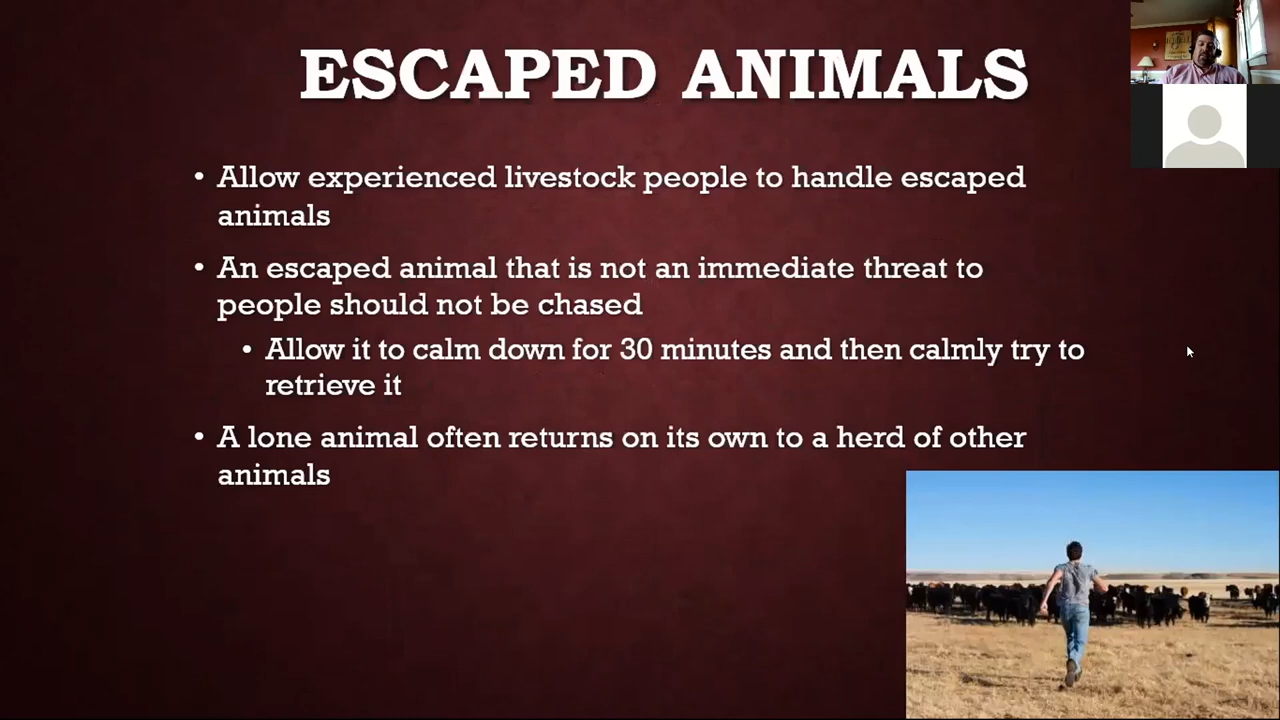 ESCAPED ANIMALS
• Allow experienced livestock people to handle escaped
animals
• An escaped animal that is not an immediate threat to
people should not be chased
• Allow it to calm down for 30 minutes and then calmly try to
retrieve it
• A lone animal often returns on its own to a herd of other
animals